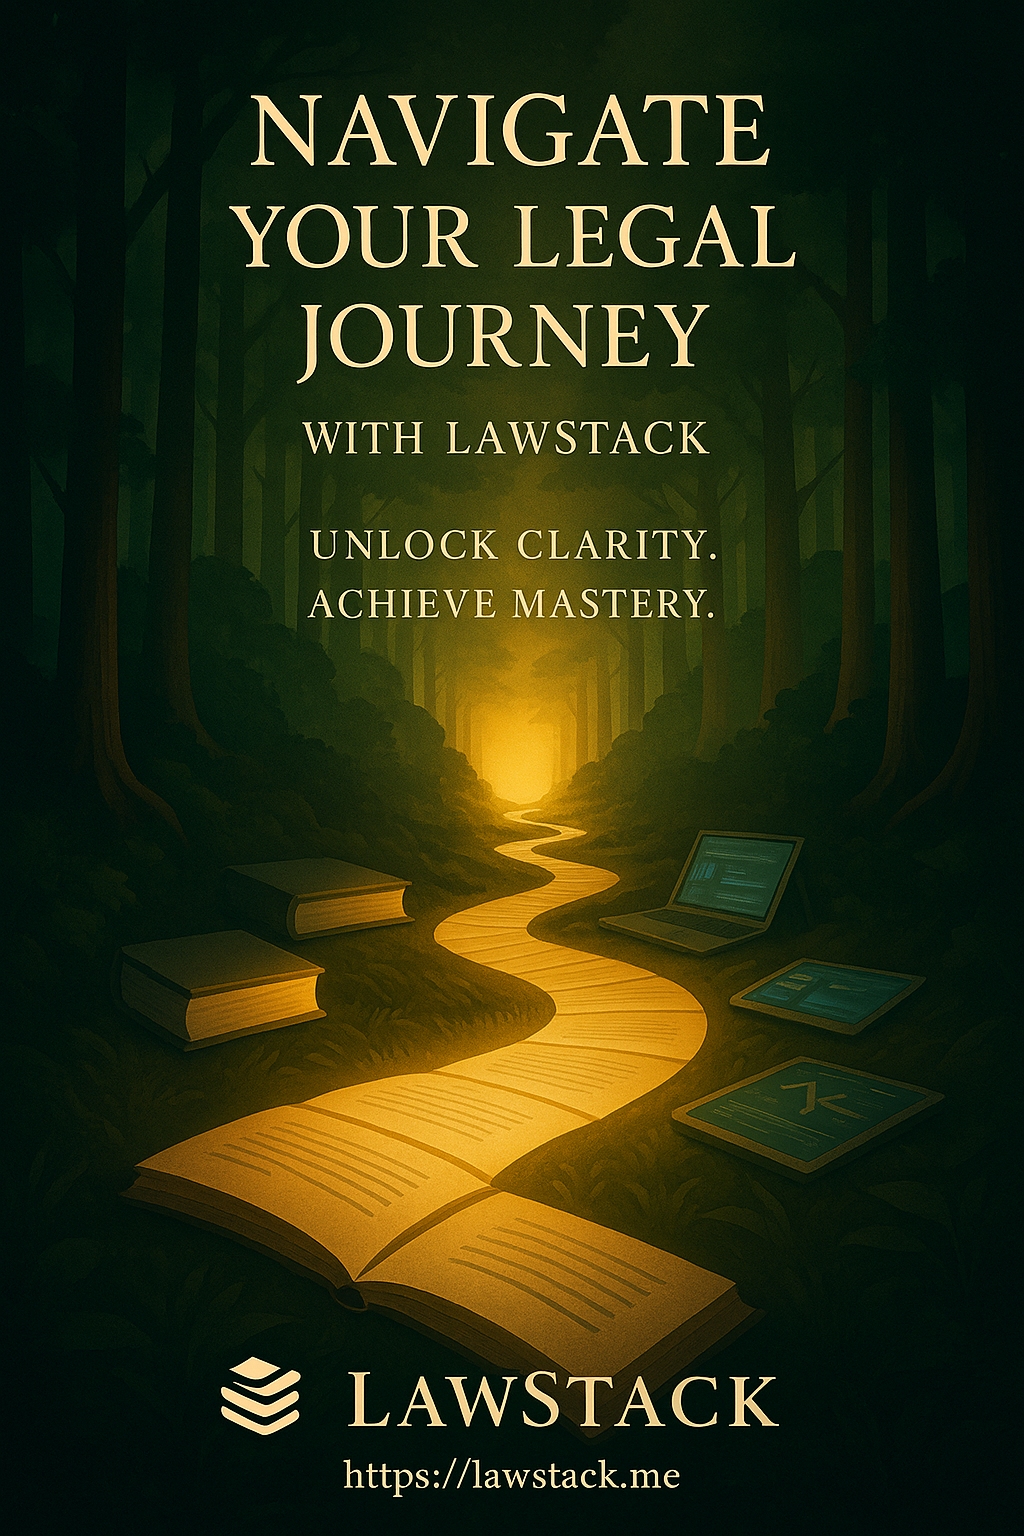 NAVIGATE
YOUR LEGAL
JOURNEY
WITH LAWSTACK
UNLOCK CLARITY.
ACHIEVE MASTERY.
LAWSTACK
https://lawstack.me